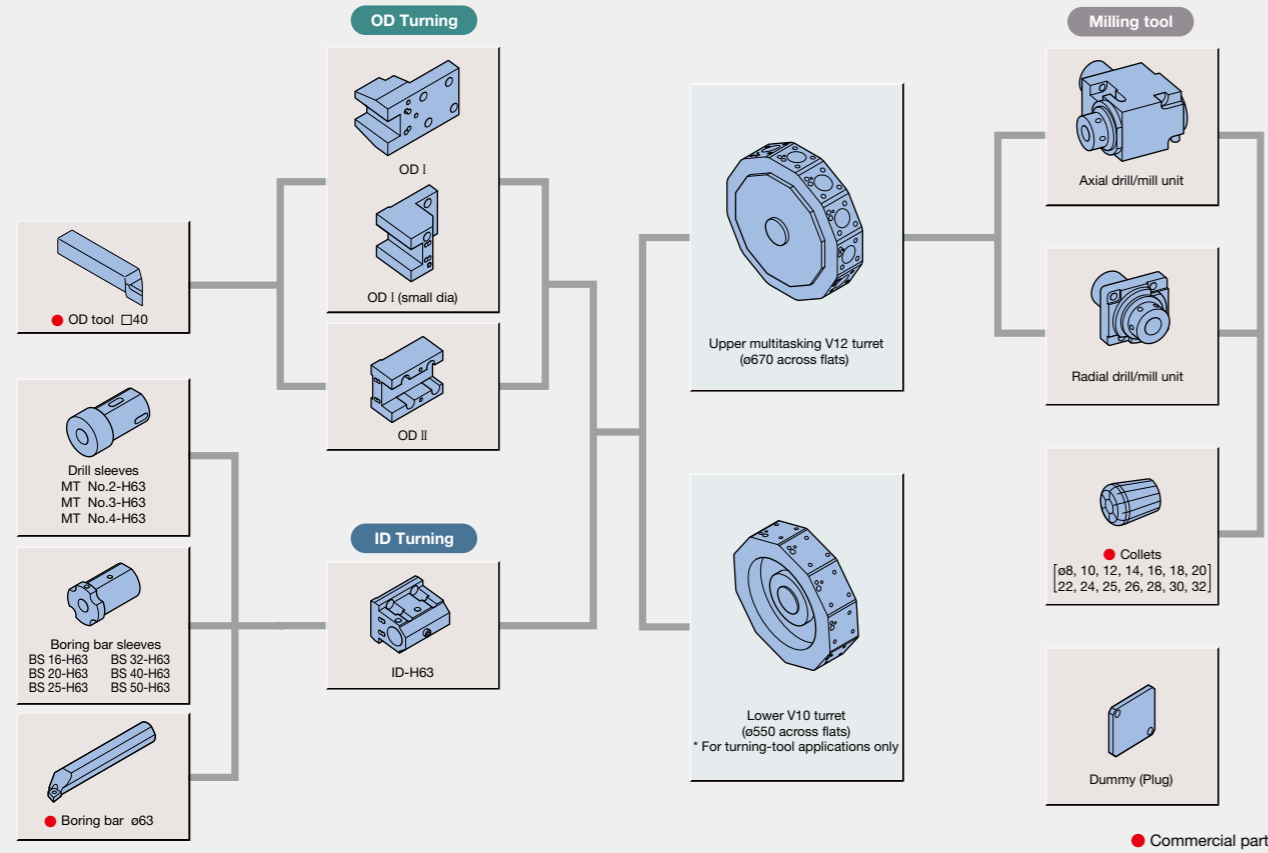 OD Turning
OD I
OD I (small dia)
● OD tool □40
OD II
Drill sleeves
MT No.2-H63
MT No.3-H63
MT No.4-H63
Boring bar sleeves
BS 16-H63 BS 32-H63
BS 20-H63 BS 40-H63
BS 25-H63 BS 50-H63
● Boring bar ø63
ID Turning
ID-H63
Upper multitasking V12 turret
(ø670 across flats)
Lower V10 turret
(ø550 across flats)
* For turning-tool applications only
Milling tool
Axial drill/mill unit
Radial drill/mill unit
● Collets
[ø8, 10, 12, 14, 16, 18, 20]
[22, 24, 25, 26, 28, 30, 32]
Dummy (Plug)
● Commercial part